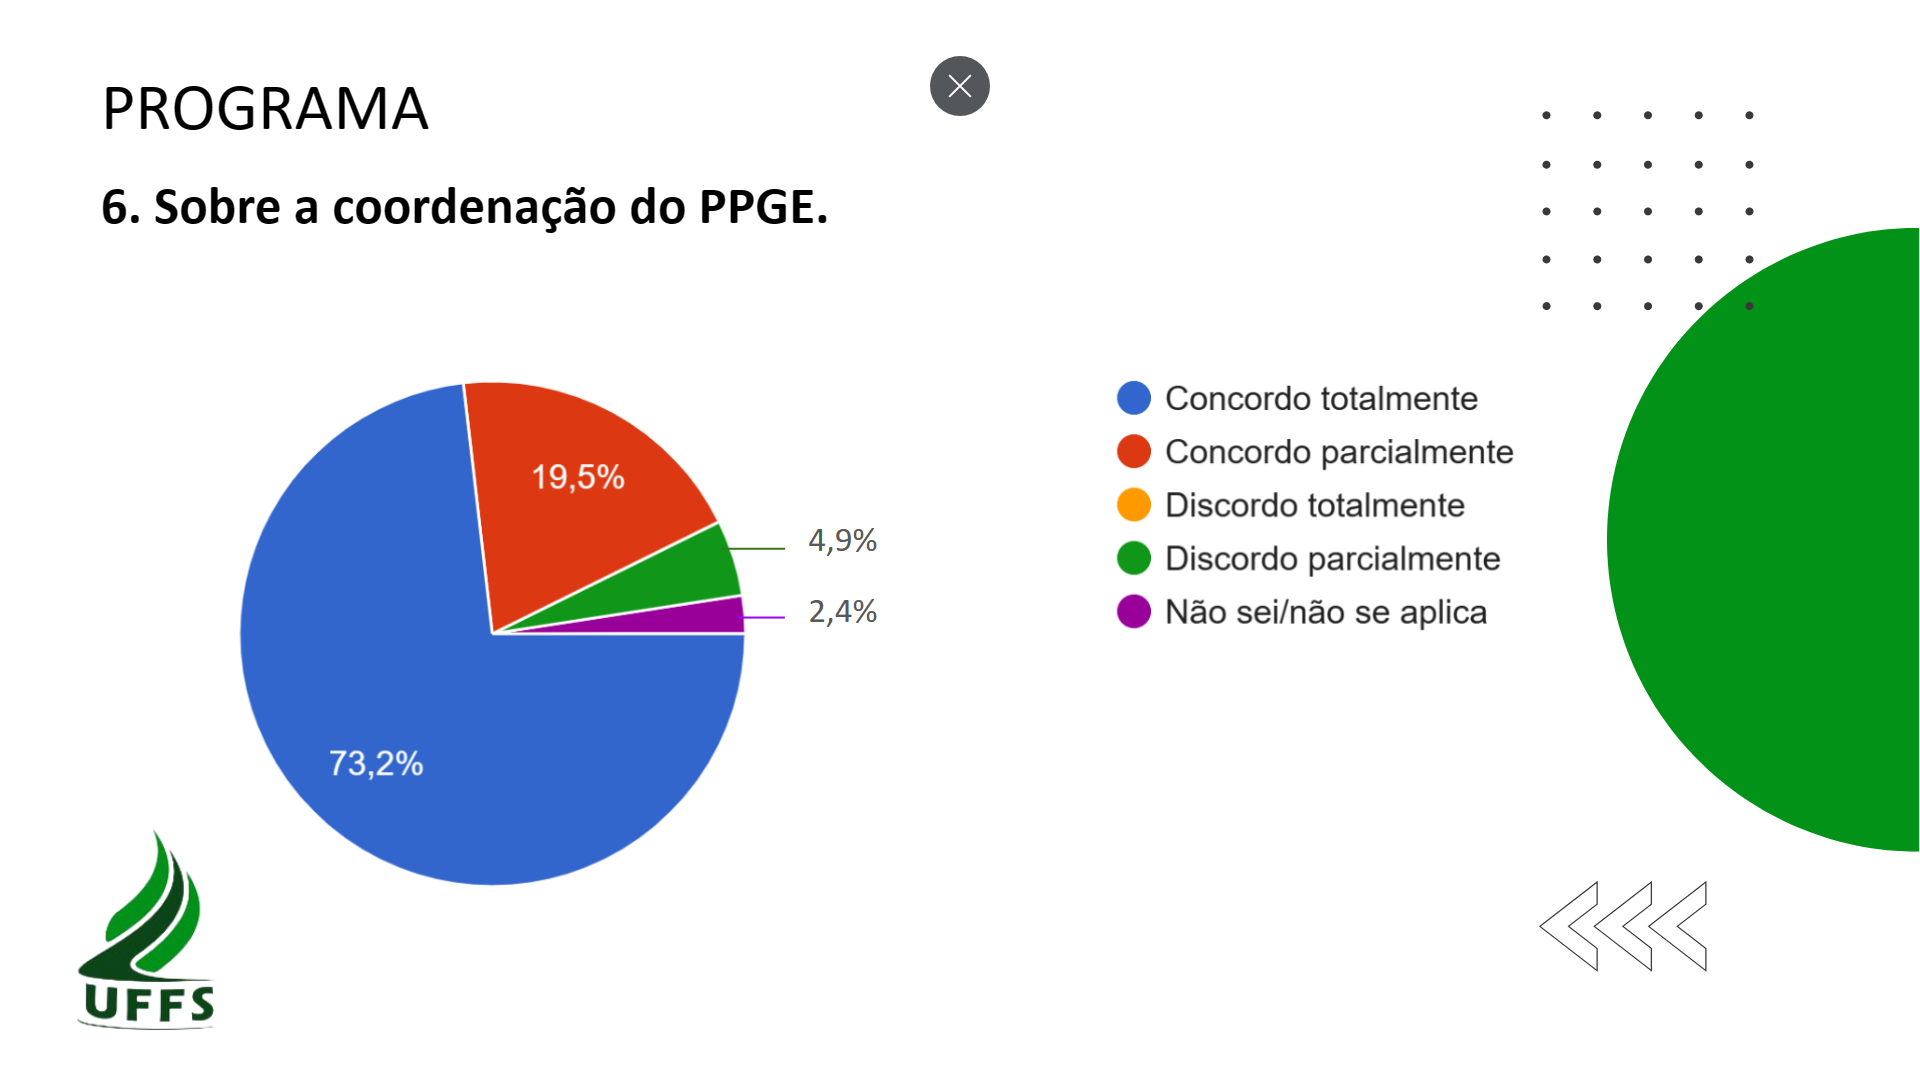 PROGRAMA
6. Sobre a coordenação do PPGE.
19,5%
4,9%
2,4%
73,2%
Concordo totalmente
Concordo parcialmente
Discordo totalmente
Discordo parcialmente
Não sei/não se aplica
UFFS